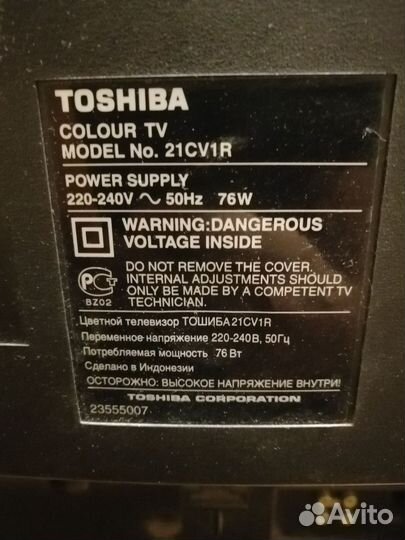 TOSHIBA
COLOUR TV
MODEL No. 21CV1R
POWER SUPPLY
220-240V ~ 50Hz 76W
WARNING:DANGEROUS
VOLTAGE INSIDE
DO NOT REMOVE THE COVER.
INTERNAL ADJUSTMENTS SHOULD
ONLY BE MADE BY A COMPETENT TV
TECHNICIAN.
BZ02
Цветной телевизор ТОШИБА 21CV1R
Переменное напряжение 220-240В, 50Гц
Потребляемая мощность 76 Вт
Сделано в Индонезии
ОСТОРОЖНО: ВЫСОКОЕ НАПРЯЖЕНИЕ ВНУТРИ!
TOSHIBA CORPORATION
23555007
Avito